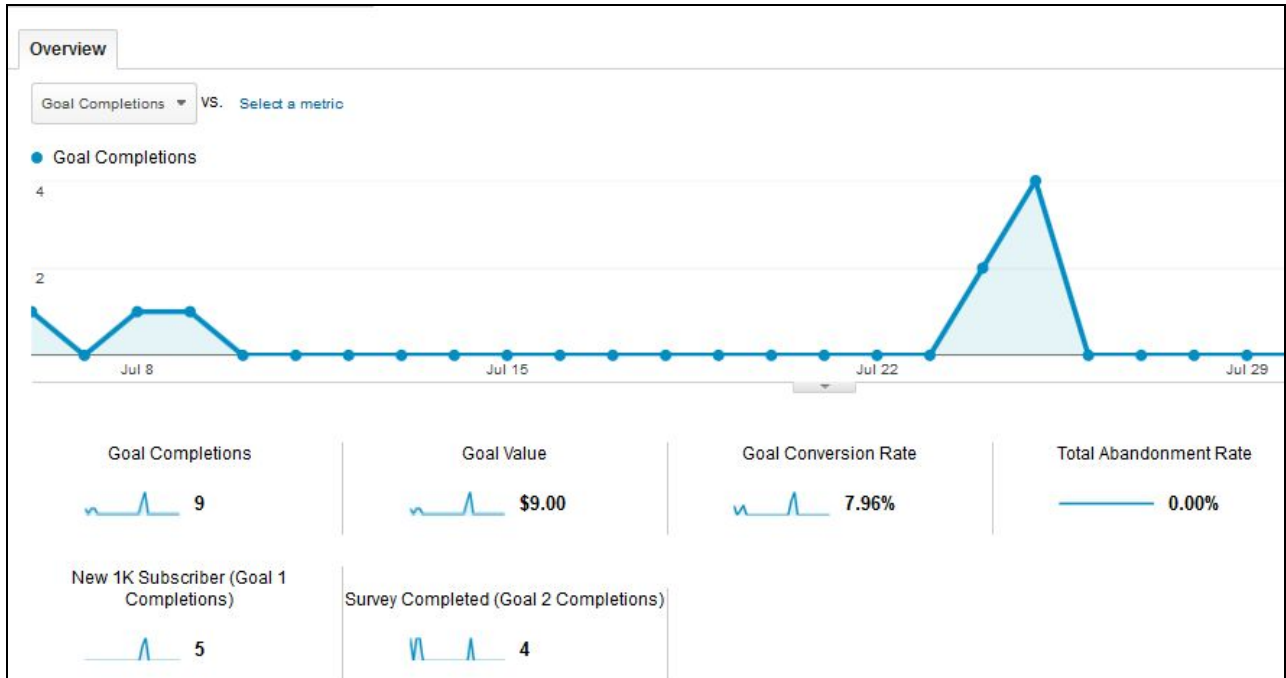 Overview
Goal Completions VS. Select a metric
Goal Completions
4
2
Jul 8 Jul 15 Jul 22 Jul 29
Goal Completions Goal Value Goal Conversion Rate Total Abandonment Rate
9 $9.00 7.96% 0.00%
New 1K Subscriber (Goal 1
Completions) Survey Completed (Goal 2 Completions)
5 4